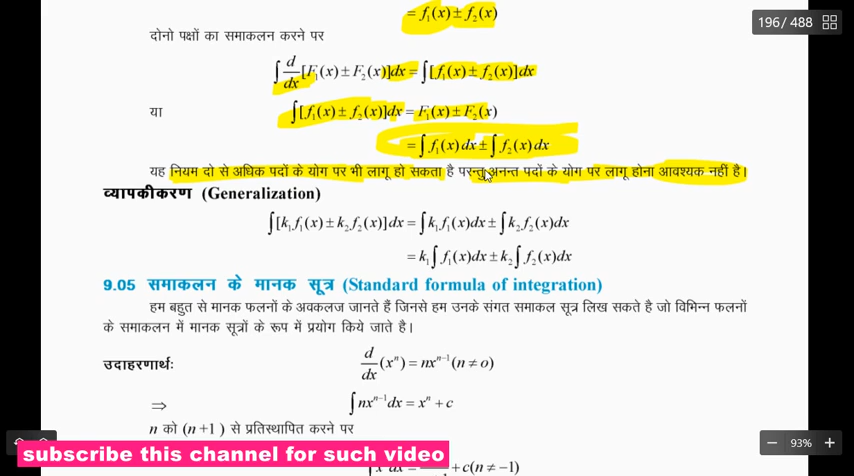 = f₁(x) ± f₂(x)
196 / 488
दोनो पक्षों का समाकलन करने पर
∫ d/dx [F₁(x) ± F₂(x)]dx = ∫[f₁(x) ± f₂(x)]dx
या ∫[f₁(x) ± f₂(x)]dx = F₁(x) ± F₂(x)
= ∫ f₁(x)dx ± ∫ f₂(x)dx
यह नियम दो से अधिक पदों के योग पर भी लागू हो सकता है परन्तु अनन्त पदों के योग पर लागू होना आवश्यक नहीं है।
व्यापकीकरण (Generalization)
∫[k₁f₁(x) ± k₂f₂(x)]dx = ∫k₁f₁(x)dx ± ∫k₂f₂(x)dx
= k₁∫ f₁(x)dx ± k₂∫ f₂(x)dx
9.05 समाकलन के मानक सूत्र (Standard formula of integration)
हम बहुत से मानक फलनों के अवकलज जानते हैं जिनसे हम उनके संगत समाकल सूत्र लिख सकते है जो विभिन्न फलनों
के समाकलन में मानक सूत्रों के रूप में प्रयोग किये जाते है।
उदाहरणार्थः d/dx (xⁿ) = nxⁿ⁻¹ (n ≠ o)
⇒ ∫nxⁿ⁻¹dx = xⁿ + c
n को (n+1) से प्रतिस्थापित करने पर
subscribe this channel for such video
93%
+ c(n ≠ −1)